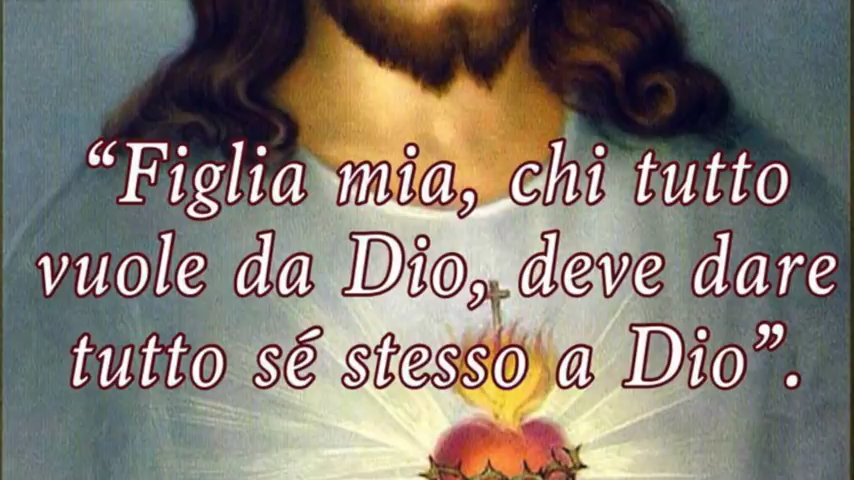 “Figlia mia, chi tutto
vuole da Dio, deve dare
tutto sé stesso a Dio”.